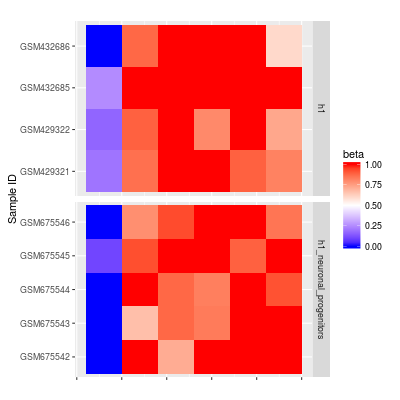 GSM432686
GSM432685
GSM429322
GSM429321
h1
GSM675546
GSM675545
GSM675544
GSM675543
GSM675542
h1_neuronal_progenitors
Sample ID
beta
1.00
0.75
0.50
0.25
0.00